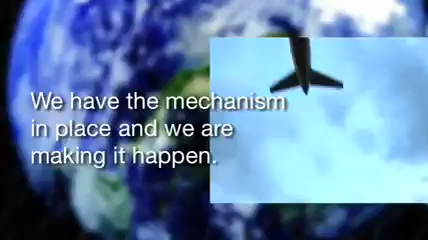 We have the mechanism
in place and we are
making it happen.